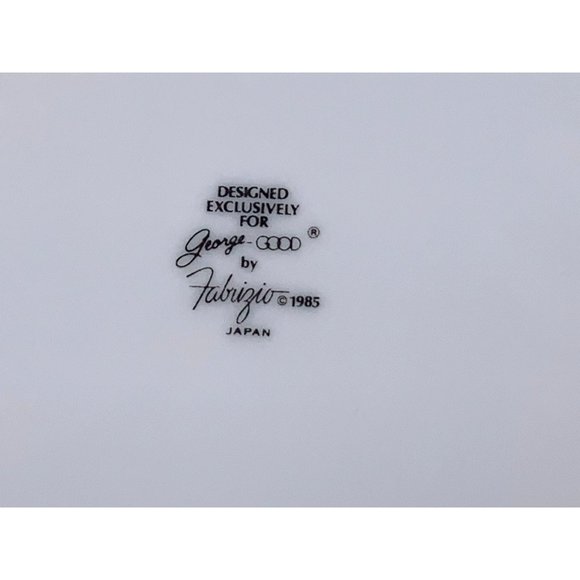 DESIGNED
EXCLUSIVELY
FOR
George-GOOD ®
by
Fabrizio © 1985
JAPAN